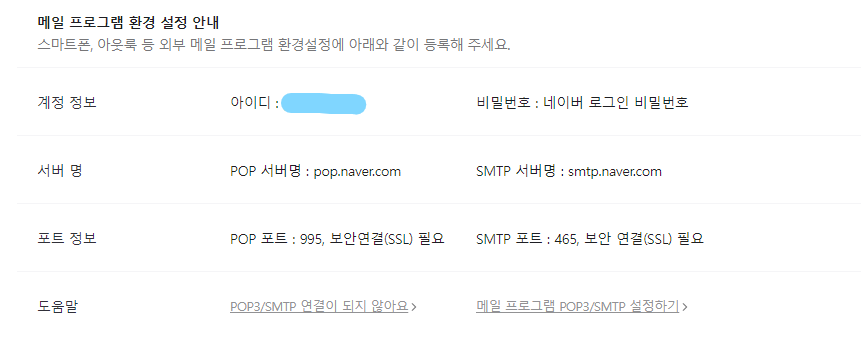 메일 프로그램 환경 설정 안내
스마트폰, 아웃룩 등 외부 메일 프로그램 환경설정에 아래와 같이 등록해 주세요.
계정 정보 아이디 : 비밀번호 : 네이버 로그인 비밀번호
서버 명 POP 서버명 : pop.naver.com SMTP 서버명 : smtp.naver.com
포트 정보 POP 포트 : 995, 보안연결(SSL) 필요 SMTP 포트 : 465, 보안 연결(SSL) 필요
도움말 POP3/SMTP 연결이 되지 않아요 > 메일 프로그램 POP3/SMTP 설정하기 >